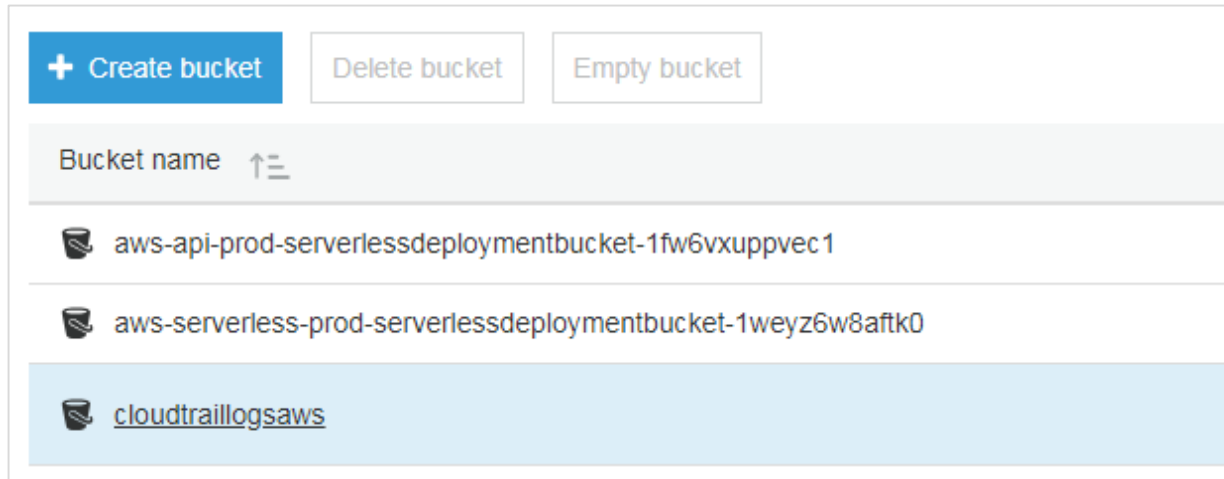 Create bucket Delete bucket Empty bucket
Bucket name
aws-api-prod-serverlessdeploymentbucket-1fw6vxuppvec1
aws-serverless-prod-serverlessdeploymentbucket-1weyz6w8aftk0
cloudtraillogsaws